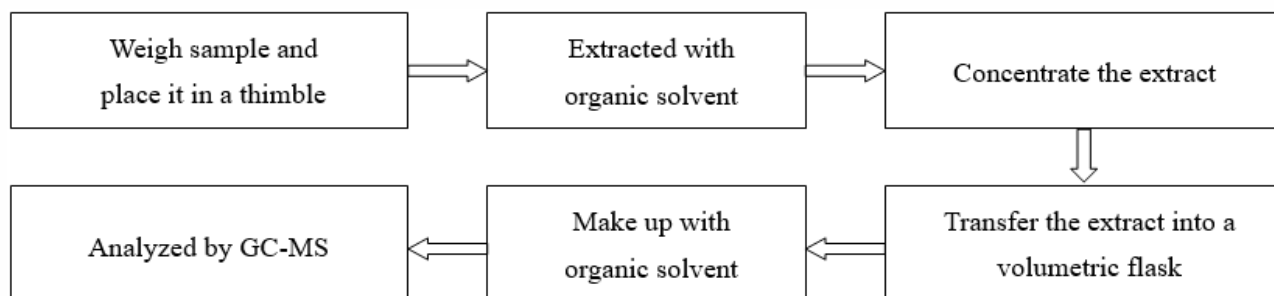 Weigh sample and
place it in a thimble
Extracted with
organic solvent
Concentrate the extract
Transfer the extract into a
volumetric flask
Make up with
organic solvent
Analyzed by GC-MS